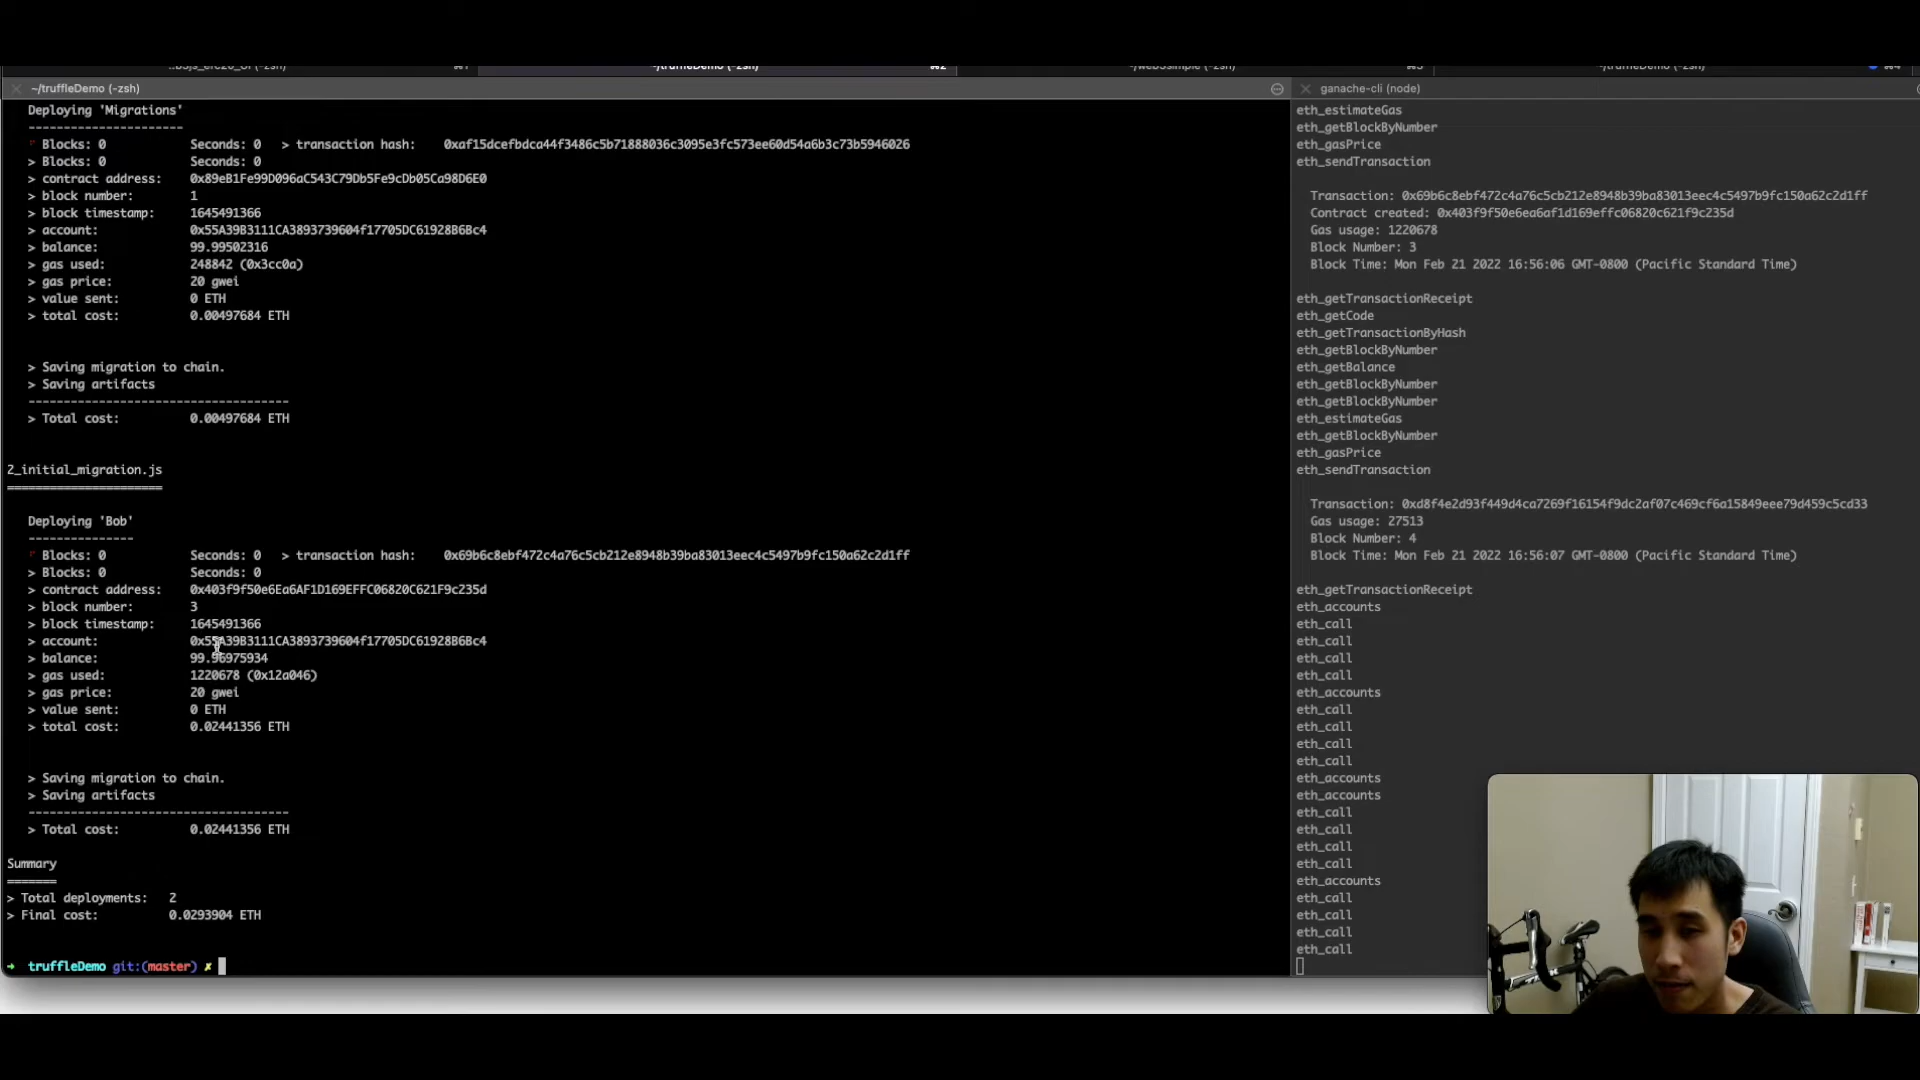 ~/truffleDemo (-zsh)
Deploying 'Migrations'
----------------------
Blocks: 0 Seconds: 0 > transaction hash: 0xaf15dcefbdca44f3486c5b71888036c3095e3fc573ee60d54a6b3c73b5946026
> Blocks: 0 Seconds: 0
> contract address: 0x89eB1Fe99D096aC543C79Db5Fe9cDb05Ca98D6E0
> block number: 1
> block timestamp: 1645491366
> account: 0x55A39B3111CA3893739604f17705DC61928B6Bc4
> balance: 99.99502316
> gas used: 248842 (0x3cc0a)
> gas price: 20 gwei
> value sent: 0 ETH
> total cost: 0.00497684 ETH
> Saving migration to chain.
> Saving artifacts
-------------------------------------
> Total cost: 0.00497684 ETH
2_initial_migration.js
======================
Deploying 'Bob'
---------------
Blocks: 0 Seconds: 0 > transaction hash: 0x69b6c8ebf472c4a76c5cb212e8948b39ba83013eec4c5497b9fc150a62c2d1ff
> Blocks: 0 Seconds: 0
> contract address: 0x403f9f50e6Ea6AF1D169EFFC06820C621F9c235d
> block number: 3
> block timestamp: 1645491366
> account: 0x55A39B3111CA3893739604f17705DC61928B6Bc4
> balance: 99.96975934
> gas used: 1220678 (0x12a046)
> gas price: 20 gwei
> value sent: 0 ETH
> total cost: 0.02441356 ETH
> Saving migration to chain.
> Saving artifacts
-------------------------------------
> Total cost: 0.02441356 ETH
Summary
=======
> Total deployments: 2
> Final cost: 0.0293904 ETH
truffleDemo git:(master) ✗
ganache-cli (node)
eth_estimateGas
eth_getBlockByNumber
eth_gasPrice
eth_sendTransaction
Transaction: 0x69b6c8ebf472c4a76c5cb212e8948b39ba83013eec4c5497b9fc150a62c2d1ff
Contract created: 0x403f9f50e6ea6af1d169effc06820c621f9c235d
Gas usage: 1220678
Block Number: 3
Block Time: Mon Feb 21 2022 16:56:06 GMT-0800 (Pacific Standard Time)
eth_getTransactionReceipt
eth_getCode
eth_getTransactionByHash
eth_getBlockByNumber
eth_getBalance
eth_getBlockByNumber
eth_getBlockByNumber
eth_estimateGas
eth_getBlockByNumber
eth_gasPrice
eth_sendTransaction
Transaction: 0xd8f4e2d93f449d4ca7269f16154f9dc2af07c469cf6a15849eee79d459c5cd33
Gas usage: 27513
Block Number: 4
Block Time: Mon Feb 21 2022 16:56:07 GMT-0800 (Pacific Standard Time)
eth_getTransactionReceipt
eth_accounts
eth_call
eth_call
eth_call
eth_call
eth_accounts
eth_call
eth_call
eth_call
eth_call
eth_accounts
eth_accounts
eth_call
eth_call
eth_call
eth_call
eth_accounts
eth_call
eth_call
eth_call
eth_call